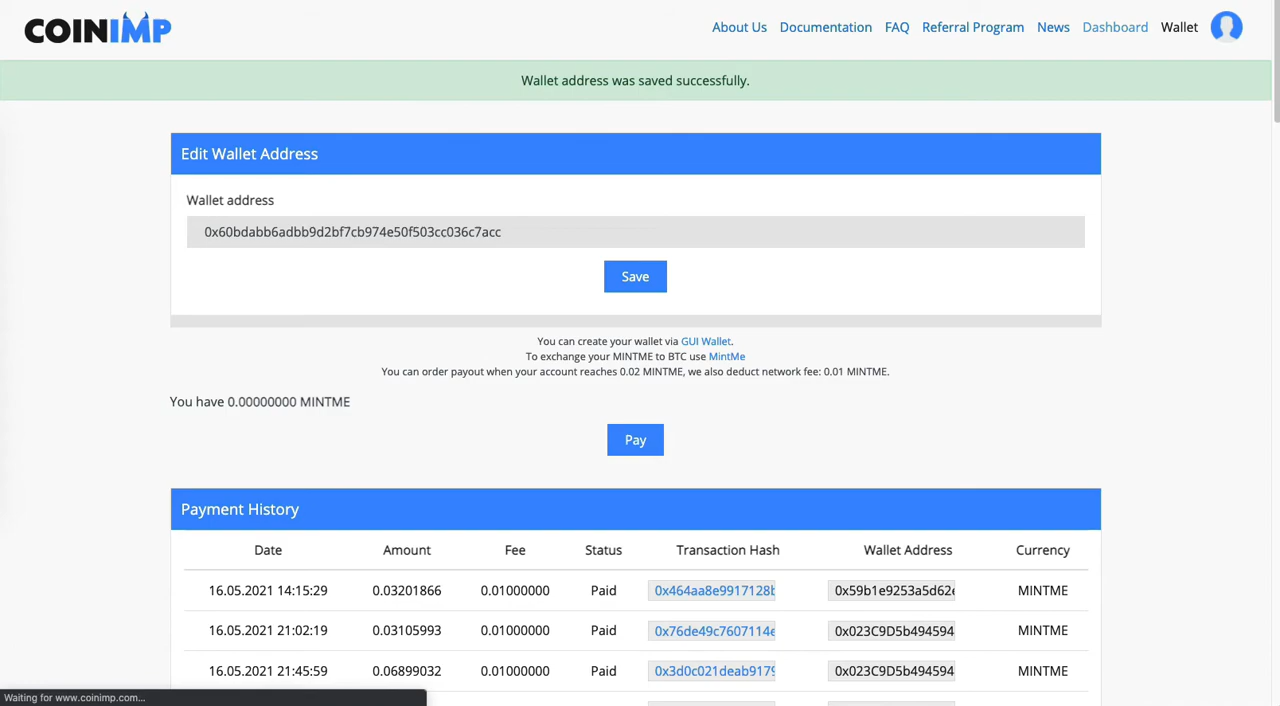 COINIMP
About Us Documentation FAQ Referral Program News Dashboard Wallet
Wallet address was saved successfully.
Edit Wallet Address
Wallet address
0x60bdabb6adbb9d2bf7cb974e50f503cc036c7acc
Save
You can create your wallet via GUI Wallet.
To exchange your MINTME to BTC use MintMe
You can order payout when your account reaches 0.02 MINTME, we also deduct network fee: 0.01 MINTME.
You have 0.00000000 MINTME
Pay
Payment History
Date Amount Fee Status Transaction Hash Wallet Address Currency
16.05.2021 14:15:29 0.03201866 0.01000000 Paid 0x464aa8e9917128b 0x59b1e9253a5d62e MINTME
16.05.2021 21:02:19 0.03105993 0.01000000 Paid 0x76de49c7607114e 0x023C9D5b494594 MINTME
16.05.2021 21:45:59 0.06899032 0.01000000 Paid 0x3d0c021deab9179 0x023C9D5b494594 MINTME
Waiting for www.coinimp.com...